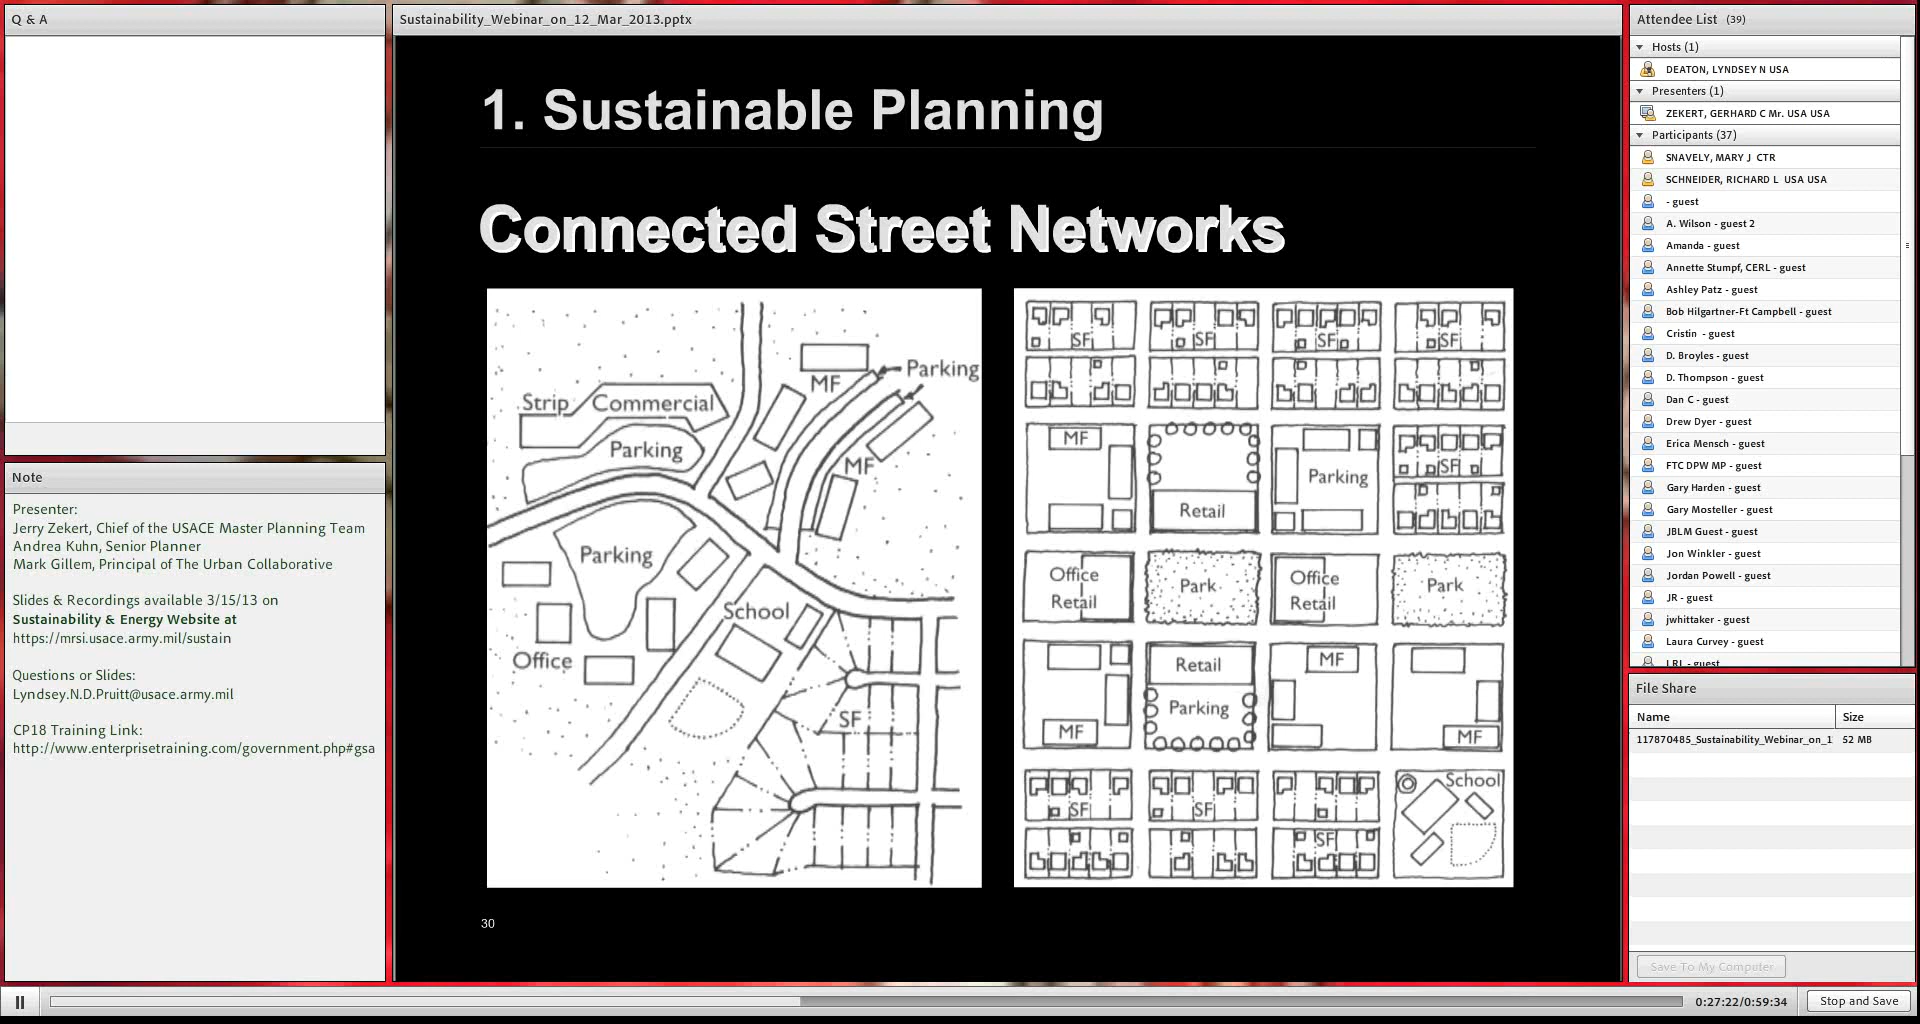 Q & A
Note
Presenter:
Jerry Zekert, Chief of the USACE Master Planning Team
Andrea Kuhn, Senior Planner
Mark Gillem, Principal of The Urban Collaborative
Slides & Recordings available 3/15/13 on
Sustainability & Energy Website at
https://mrsi.usace.army.mil/sustain
Questions or Slides:
Lyndsey.N.D.Pruitt@usace.army.mil
CP18 Training Link:
http://www.enterprisetraining.com/government.php#gsa
Sustainability_Webinar_on_12_Mar_2013.pptx
1. Sustainable Planning
Connected Street Networks
Parking
MF
Strip Commercial
Parking
MF
Parking
School
Office
SF
SF SF SF SF
MF
Parking
SF
Retail
Office
Retail
Park
Office
Retail
Park
Retail
MF
Parking
MF
MF
SF SF
School
SF
30
Attendee List (39)
Hosts (1)
DEATON, LYNDSEY N USA
Presenters (1)
ZEKERT, GERHARD C Mr. USA USA
Participants (37)
SNAVELY, MARY J CTR
SCHNEIDER, RICHARD L USA USA
- guest
A. Wilson - guest 2
Amanda - guest
Annette Stumpf, CERL - guest
Ashley Patz - guest
Bob Hilgartner-Ft Campbell - guest
Cristin - guest
D. Broyles - guest
D. Thompson - guest
Dan C - guest
Drew Dyer - guest
Erica Mensch - guest
FTC DPW MP - guest
Gary Harden - guest
Gary Mosteller - guest
JBLM Guest - guest
Jon Winkler - guest
Jordan Powell - guest
JR - guest
jwhittaker - guest
Laura Curvey - guest
LRL - guest
File Share
Name Size
117870485_Sustainability_Webinar_on_1 52 MB
Save To My Computer
0:27:22/0:59:34
Stop and Save